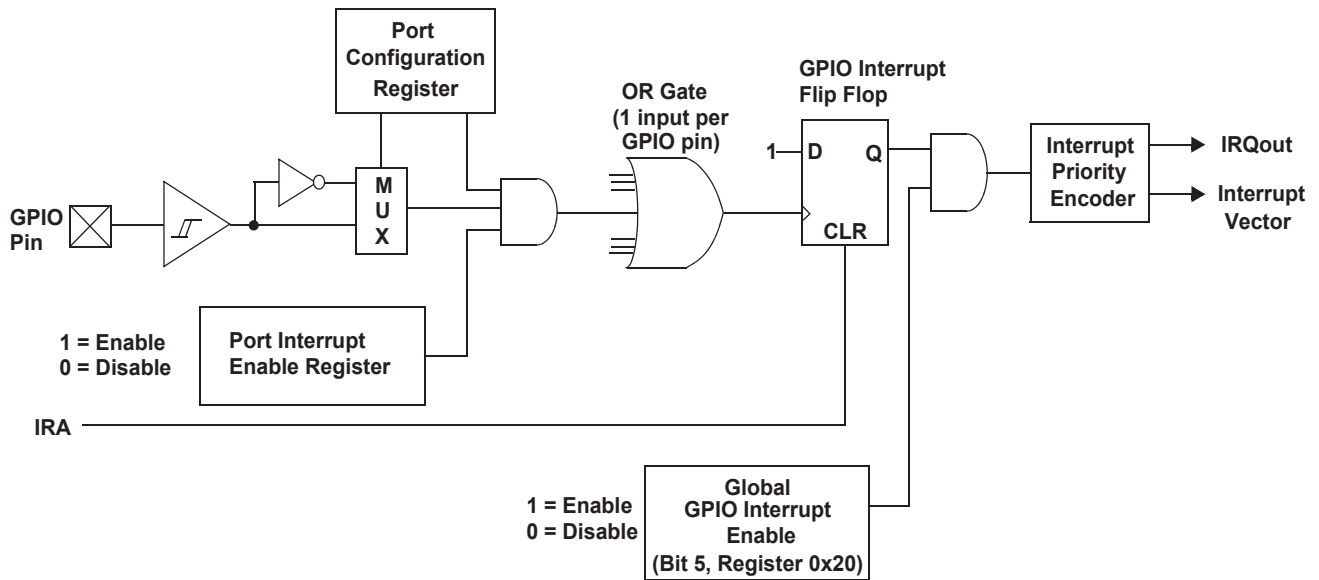 Port
Configuration
Register
GPIO Interrupt
Flip Flop
OR Gate
(1 input per
GPIO pin)
M
U
X
1
D
Q
CLR
Interrupt
Priority
Encoder
IRQout
Interrupt
Vector
GPIO
Pin
1 = Enable
0 = Disable
Port Interrupt
Enable Register
IRA
1 = Enable
0 = Disable
Global
GPIO Interrupt
Enable
(Bit 5, Register 0x20)